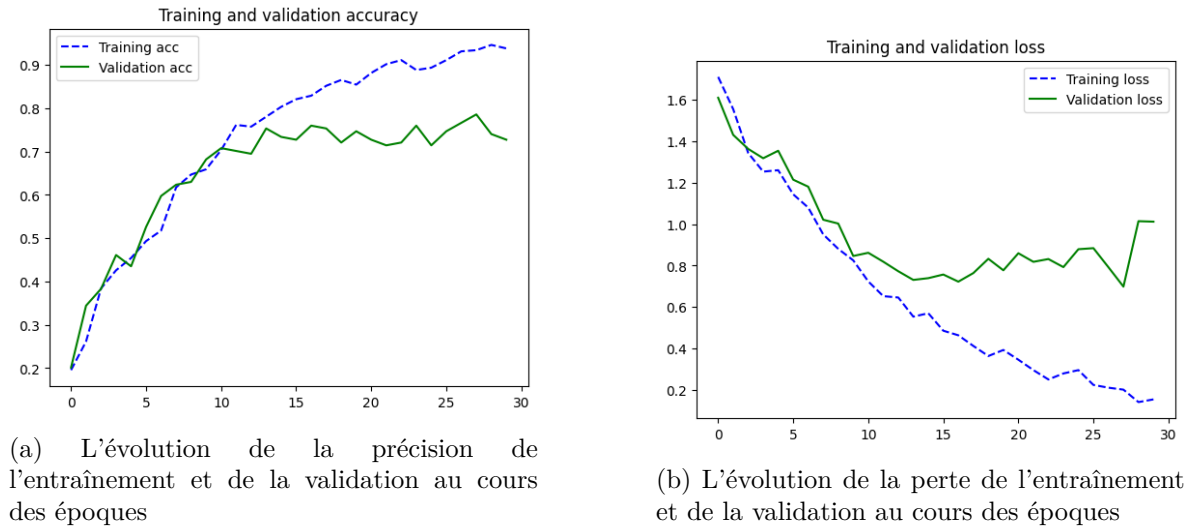 Training and validation accuracy
Training acc
Validation acc
0.9
0.8
0.7
0.6
0.5
0.4
0.3
0.2
0 5 10 15 20 25 30
(a) L'évolution de la précision de
l'entraînement et de la validation au cours
des époques
Training and validation loss
Training loss
Validation loss
1.6
1.4
1.2
1.0
0.8
0.6
0.4
0.2
0 5 10 15 20 25 30
(b) L'évolution de la perte de l'entraînement
et de la validation au cours des époques